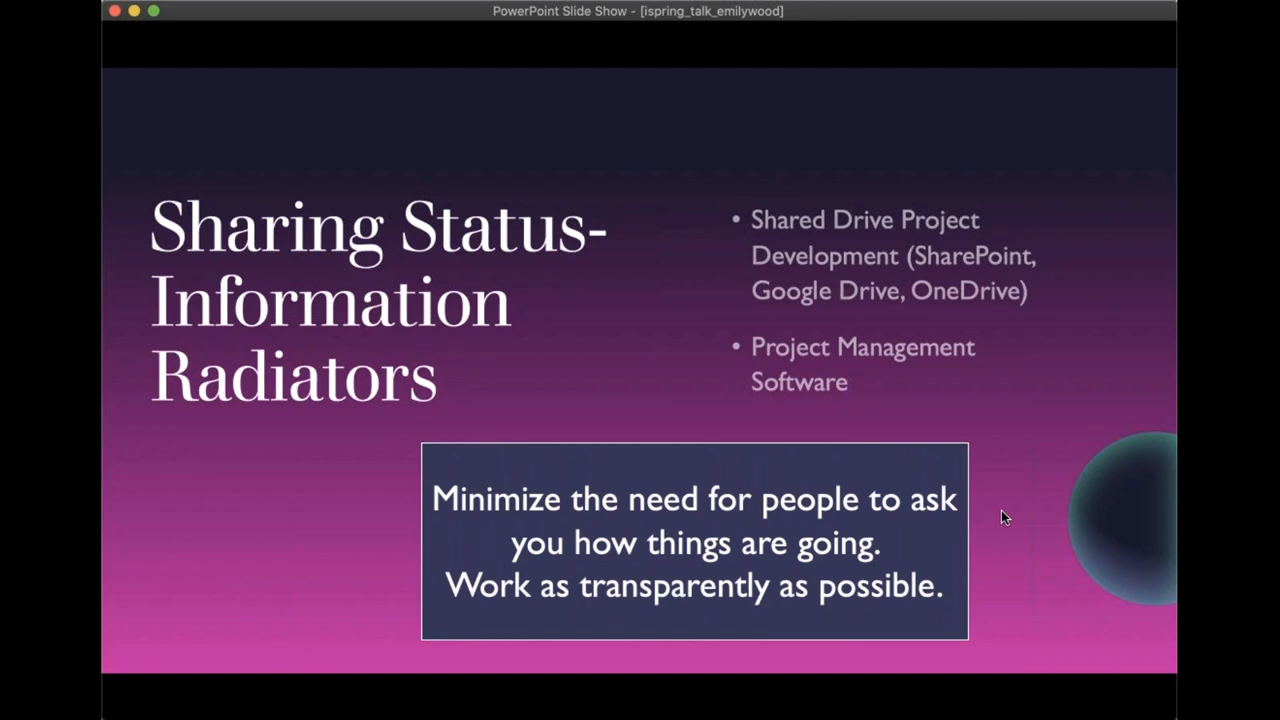 PowerPoint Slide Show - [ispring_talk_emilywood]
Sharing Status-
Information
Radiators
• Shared Drive Project
Development (SharePoint,
Google Drive, OneDrive)
• Project Management
Software
Minimize the need for people to ask
you how things are going.
Work as transparently as possible.